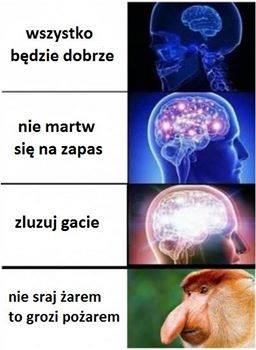 wszystko
będzie dobrze
nie martw
się na zapas
zluzuj gacie
nie sraj żarem
to grozi pożarem